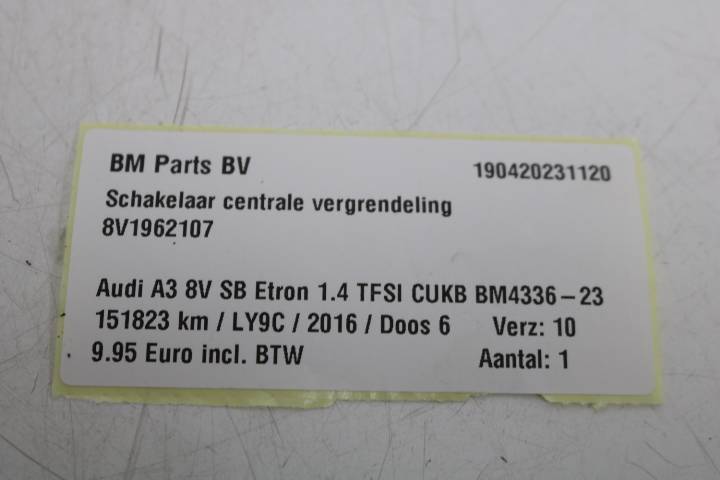 BM Parts BV 190420231120
Schakelaar centrale vergrendeling
8V1962107
Audi A3 8V SB Etron 1.4 TFSI CUKB BM4336-23
151823 km / LY9C / 2016 / Doos 6 Verz: 10
9.95 Euro incl. BTW Aantal: 1